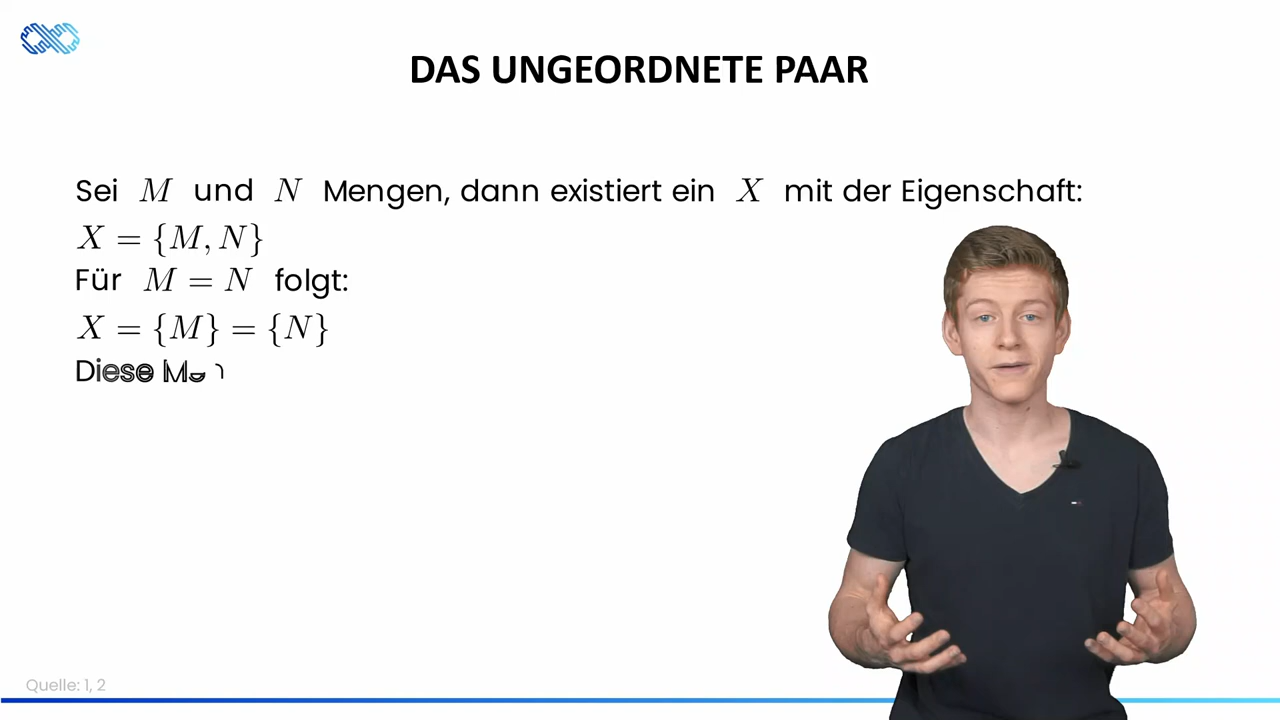 DAS UNGEORDNETE PAAR
Sei M und N Mengen, dann existiert ein X mit der Eigenschaft:
X = {M, N}
Für M = N folgt:
X = {M} = {N}
Diese
Quelle: 1, 2